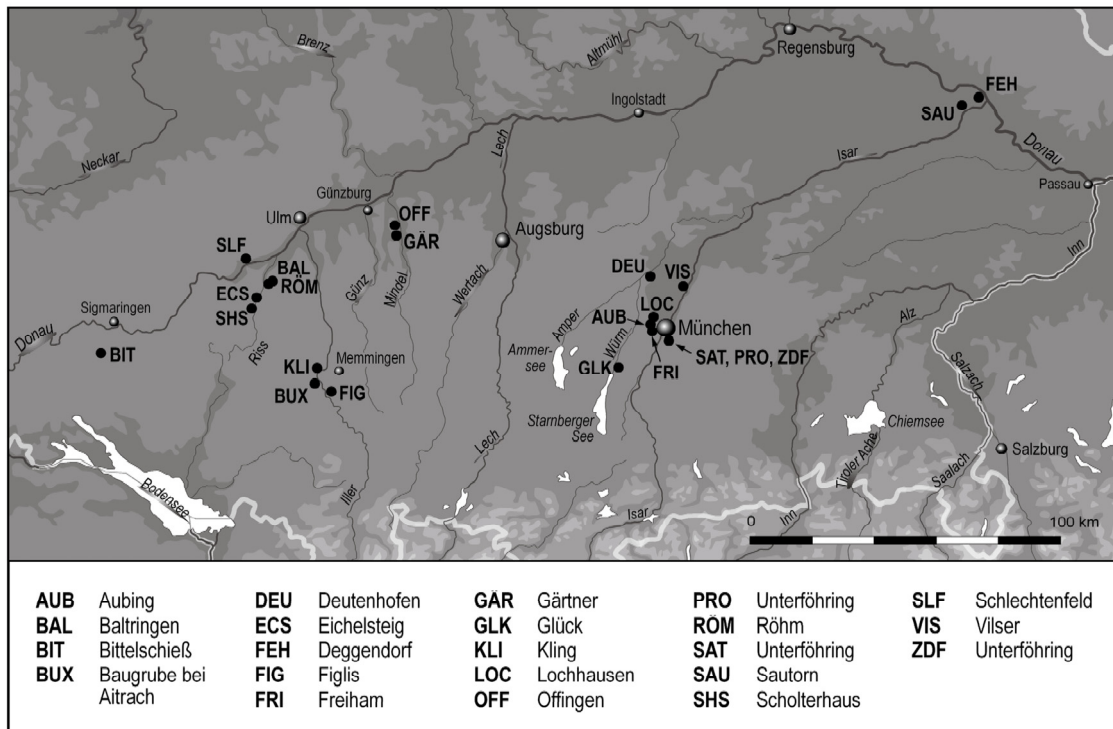 Brenz
Altmühl
Regensburg
FEH
SAU
Ingolstadt
Neckar
Lech
Isar
Donau
Passau
Günzburg
Ulm
OFF
GÄR
Augsburg
Inn
SLF
BAL
RÖM
Günz
Mindel
Wertach
DEU
VIS
ECS
SHS
LOC
Sigmaringen
AUB
München
Alz
Donau
BIT
Riss
Amper
Würm
Ammer-
see
SAT, PRO, ZDF
KLI
Memmingen
GLK
FRI
Salzach
BUX
FIG
Starnberger
See
Chiemsee
Lech
Tiroler Ache
Saalach
Salzburg
Bodensee
Iller
Isar
Inn
0
100 km
AUB Aubing
BAL Baltringen
BIT Bittelschieß
BUX Baugrube bei
Aitrach
DEU Deutenhofen
ECS Eichelsteig
FEH Deggendorf
FIG Figlis
FRI Freiham
GÄR Gärtner
GLK Glück
KLI Kling
LOC Lochhausen
OFF Offingen
PRO Unterföhring
RÖM Röhm
SAT Unterföhring
SAU Sautorn
SHS Scholterhaus
SLF Schlechtenfeld
VIS Vilser
ZDF Unterföhring